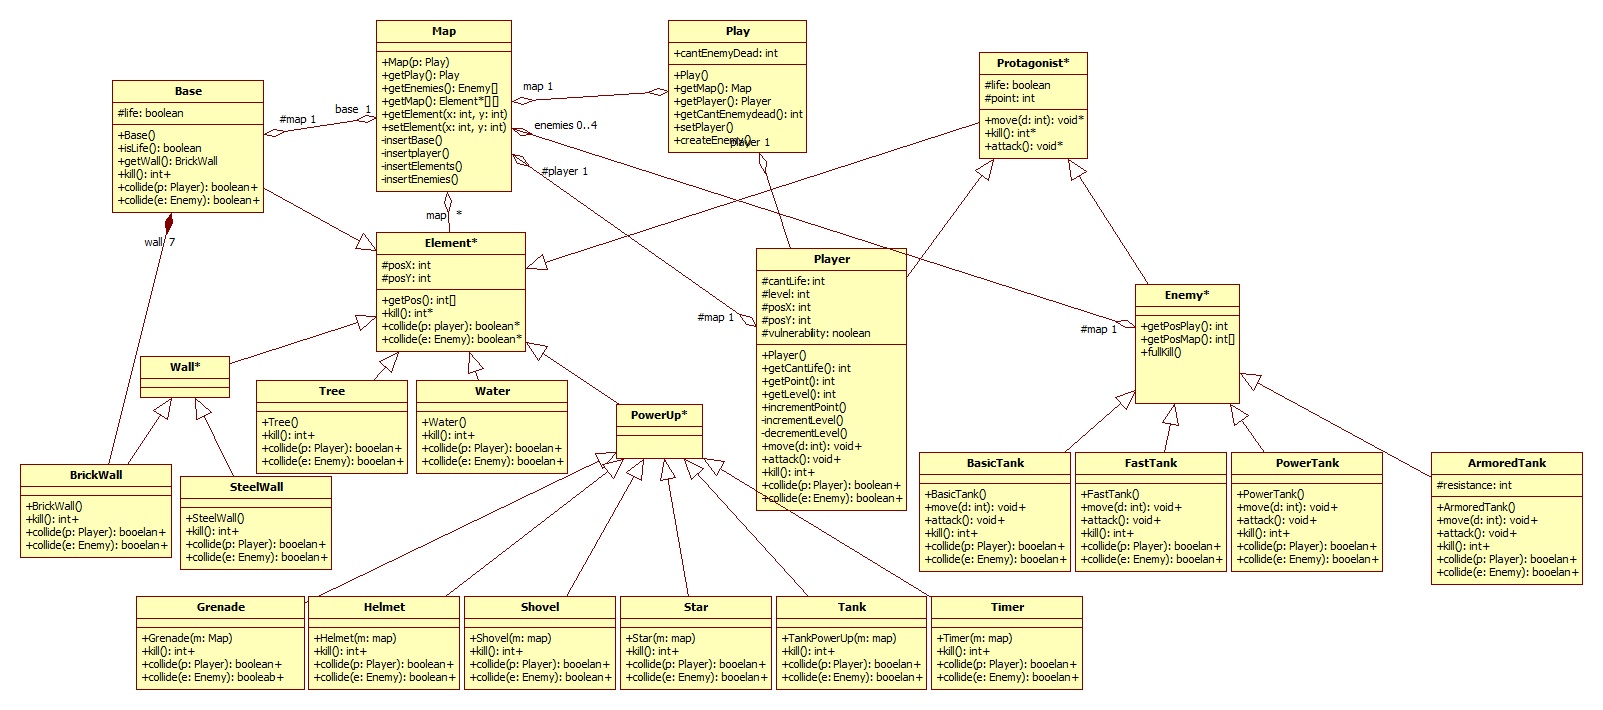 Map
+Map(p: Play)
+getPlay(): Play
+getEnemies(): Enemy[]
+getMap(): Element*[][]
+getElement(x: int, y: int)
+setElement(x: int, y: int)
-insertBase()
-insertplayer()
-insertElements()
-insertEnemies()
Play
+cantEnemyDead: int
+Play()
+getMap(): Map
+getPlayer(): Player
+getCantEnemydead(): int
+setPlayer()
+createEnemy()
Protagonist*
#life: boolean
#point: int
+move(d: int): void*
+kill(): int*
+attack(): void*
Base
#life: boolean
+Base()
+isLife(): boolean
+getWall(): BrickWall
+kill(): int+
+collide(p: Player): boolean+
+collide(e: Enemy): boolean+
#map 1
base 1
map 1
enemies 0..4
#player 1
player 1
map *
wall 7
#map 1
#map 1
Element*
#posX: int
#posY: int
+getPos(): int[]
+kill(): int*
+collide(p: player): boolean*
+collide(e: Enemy): boolean*
Player
#cantLife: int
#level: int
#posX: int
#posY: int
#vulnerability: noolean
+Player()
+getCantLife(): int
+getPoint(): int
+getLevel(): int
+incrementPoint()
-incrementLevel()
-decrementLevel()
+move(d: int): void+
+attack(): void+
+kill(): int+
+collide(p: Player): boolean+
+collide(e: Enemy): boolean+
Enemy*
+getPosPlay(): int
+getPosMap(): int[]
+fullKill()
Wall*
Tree
+Tree()
+kill(): int+
+collide(p: Player): booelan+
+collide(e: Enemy): booelan+
Water
+Water()
+kill(): int+
+collide(p: Player): booelan+
+collide(e: Enemy): booelan+
PowerUp*
BrickWall
+BrickWall()
+kill(): int+
+collide(p: Player): booelan+
+collide(e: Enemy): booelan+
SteelWall
+SteelWall()
+kill(): int+
+collide(p: Player): booelan+
+collide(e: Enemy): booelan+
BasicTank
+BasicTank()
+move(d: int): void+
+attack(): void+
+kill(): int+
+collide(p: Player): booelan+
+collide(e: Enemy): booelan+
FastTank
+FastTank()
+move(d: int): void+
+attack(): void+
+kill(): int+
+collide(p: Player): booelan+
+collide(e: Enemy): booelan+
PowerTank
+PowerTank()
+move(d: int): void+
+attack(): void+
+kill(): int+
+collide(p: Player): booelan+
+collide(e: Enemy): booelan+
ArmoredTank
#resistance: int
+ArmoredTank()
+move(d: int): void+
+attack(): void+
+kill(): int+
+collide(p: Player): booelan+
+collide(e: Enemy): booelan+
Grenade
+Grenade(m: Map)
+kill(): int+
+collide(p: Player): boolean+
+collide(e: Enemy): booleab+
Helmet
+Helmet(m: map)
+kill(): int+
+collide(p: Player): booelan+
+collide(e: Enemy): booelan+
Shovel
+Shovel(m: map)
+kill(): int+
+collide(p: Player): booelan+
+collide(e: Enemy): booelan+
Star
+Star(m: map)
+kill(): int+
+collide(p: Player): booelan+
+collide(e: Enemy): booelan+
Tank
+TankPowerUp(m: map)
+kill(): int+
+collide(p: Player): booelan+
+collide(e: Enemy): booelan+
Timer
+Timer(m: map)
+kill(): int+
+collide(p: Player): booelan+
+collide(e: Enemy): booelan+